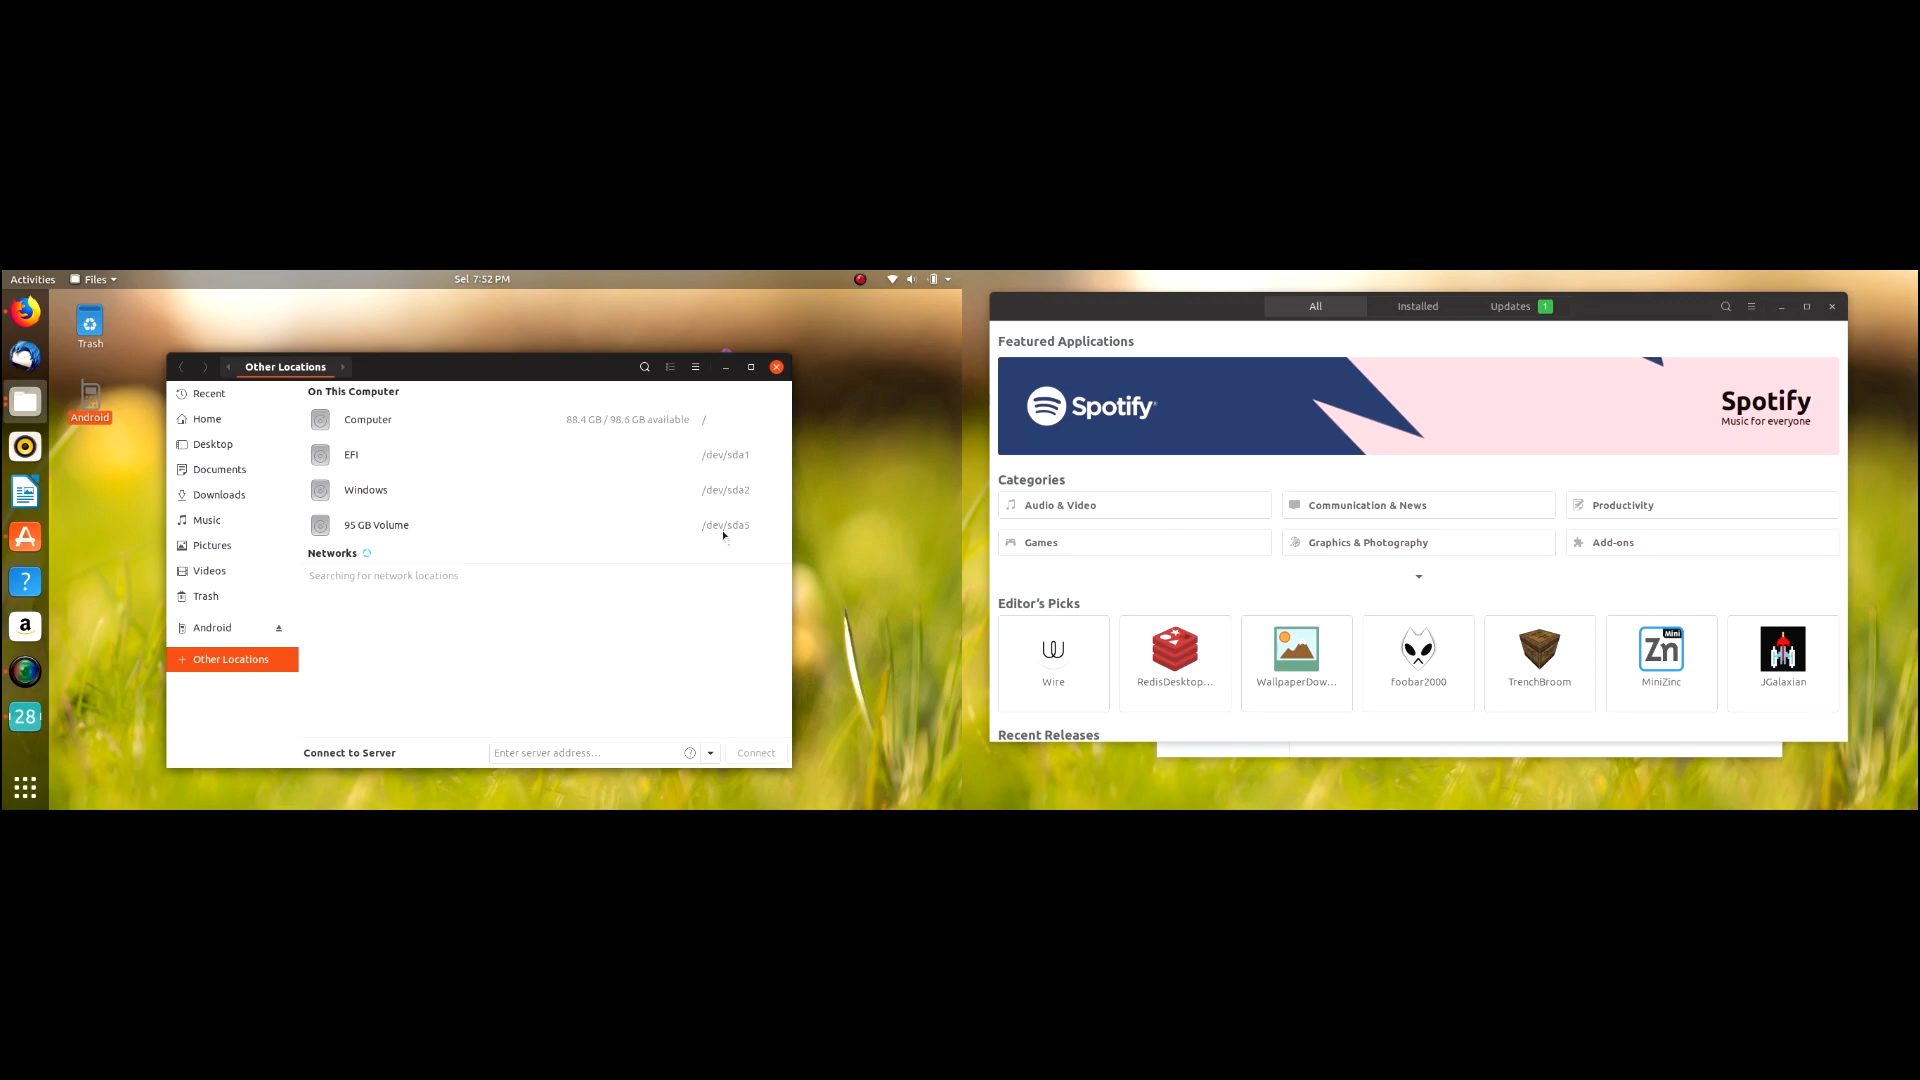 Activities
Files
Sel 7:52 PM
Trash
Android
28
Other Locations
Recent
Home
Desktop
Documents
Downloads
Music
Pictures
Videos
Trash
Android
Other Locations
On This Computer
Computer 88.4 GB / 98.6 GB available /
EFI /dev/sda1
Windows /dev/sda2
95 GB Volume /dev/sda5
Networks
Searching for network locations
Connect to Server Enter server address... Connect
All Installed Updates 1
Featured Applications
Spotify
Spotify
Music for everyone
Categories
Audio & Video Communication & News Productivity
Games Graphics & Photography Add-ons
Editor's Picks
Zn Mini
Wire RedisDesktop... WallpaperDow... foobar2000 TrenchBroom MiniZinc JGalaxian
Recent Releases